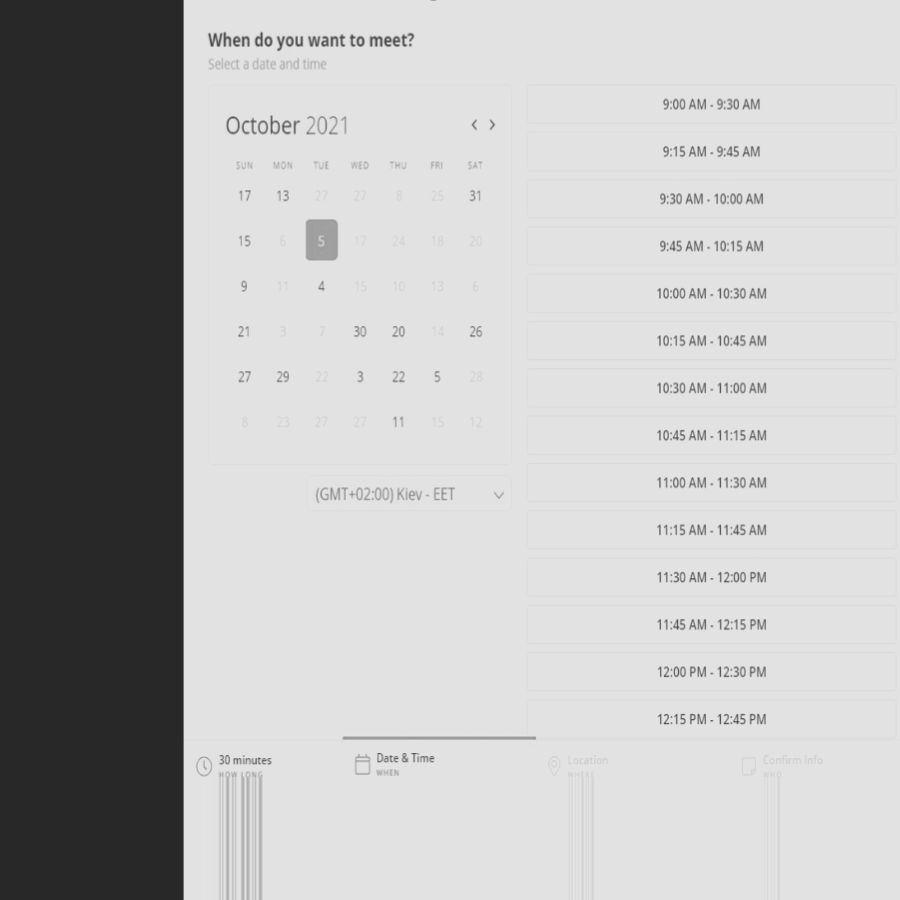 When do you want to meet?
Select a date and time
October 2021
SUN MON TUE WED THU FRI SAT
17 13 27 27 8 25 31
15 6 5 17 24 18 20
9 11 4 15 10 13 6
21 3 7 30 20 14 26
27 29 22 3 22 5 28
8 23 27 27 11 15 12
(GMT+02:00) Kiev - EET
9:00 AM - 9:30 AM
9:15 AM - 9:45 AM
9:30 AM - 10:00 AM
9:45 AM - 10:15 AM
10:00 AM - 10:30 AM
10:15 AM - 10:45 AM
10:30 AM - 11:00 AM
10:45 AM - 11:15 AM
11:00 AM - 11:30 AM
11:15 AM - 11:45 AM
11:30 AM - 12:00 PM
11:45 AM - 12:15 PM
12:00 PM - 12:30 PM
12:15 PM - 12:45 PM
30 minutes
HOW LONG
Date & Time
WHEN
Location
WHERE
Confirm Info
WHO